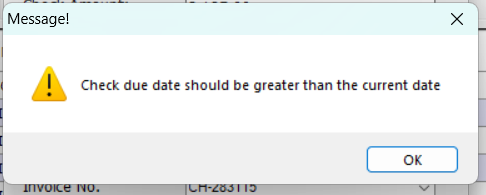 Message!
Check due date should be greater than the current date
OK
Invoice No.
CH-283115